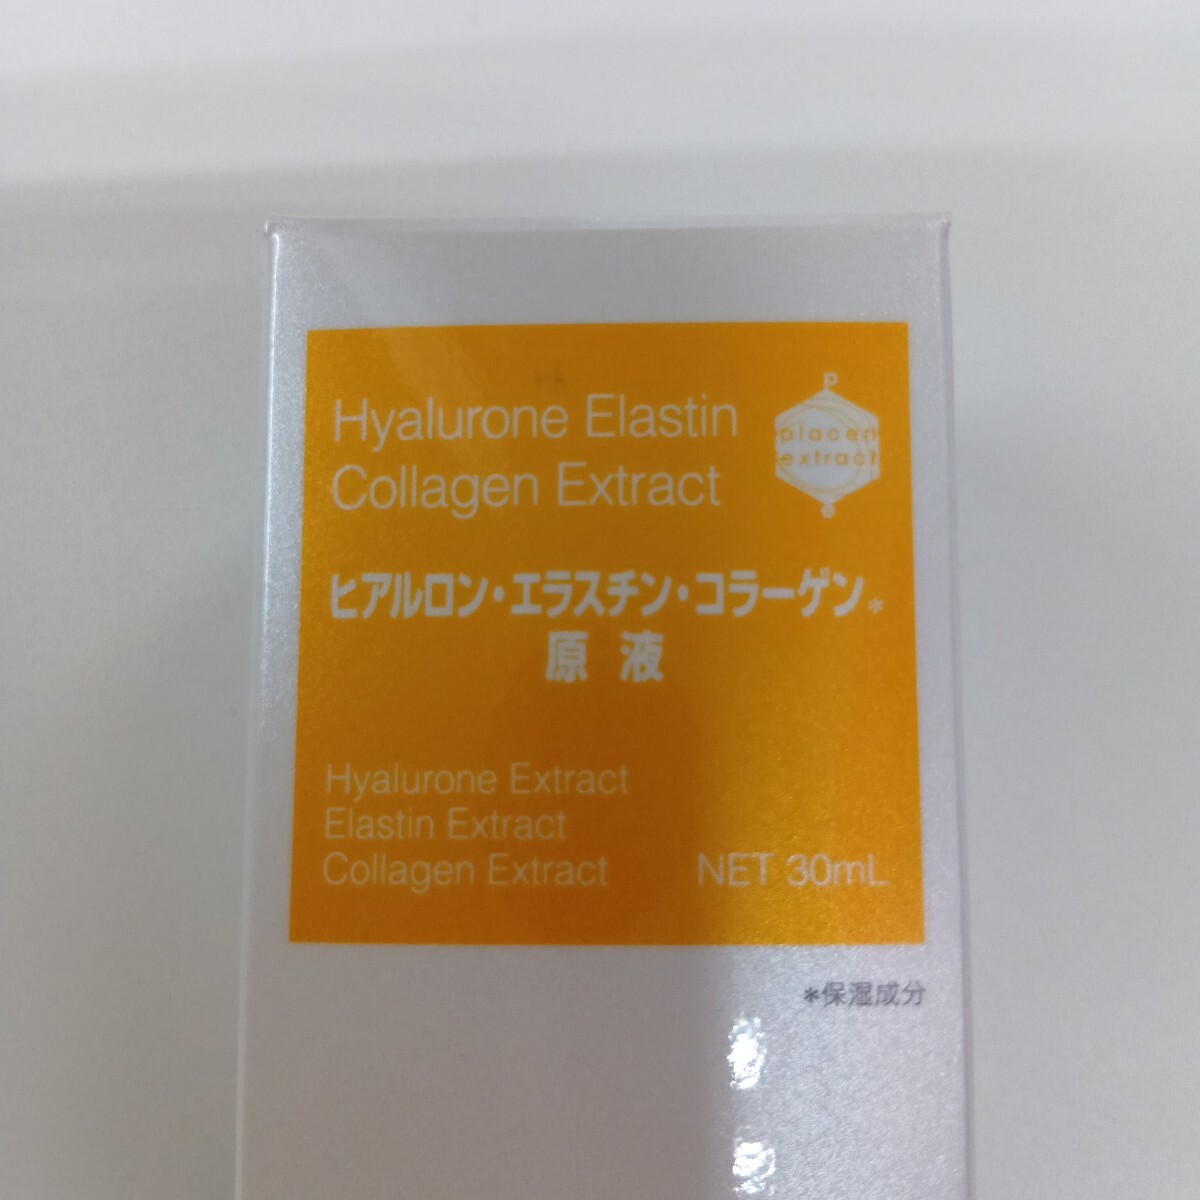 Hyalurone Elastin
Collagen Extract
p
placen
extract
e
ヒアルロン・エラスチン・コラーゲン*
原液
Hyalurone Extract
Elastin Extract
Collagen Extract
NET 30mL
*保湿成分